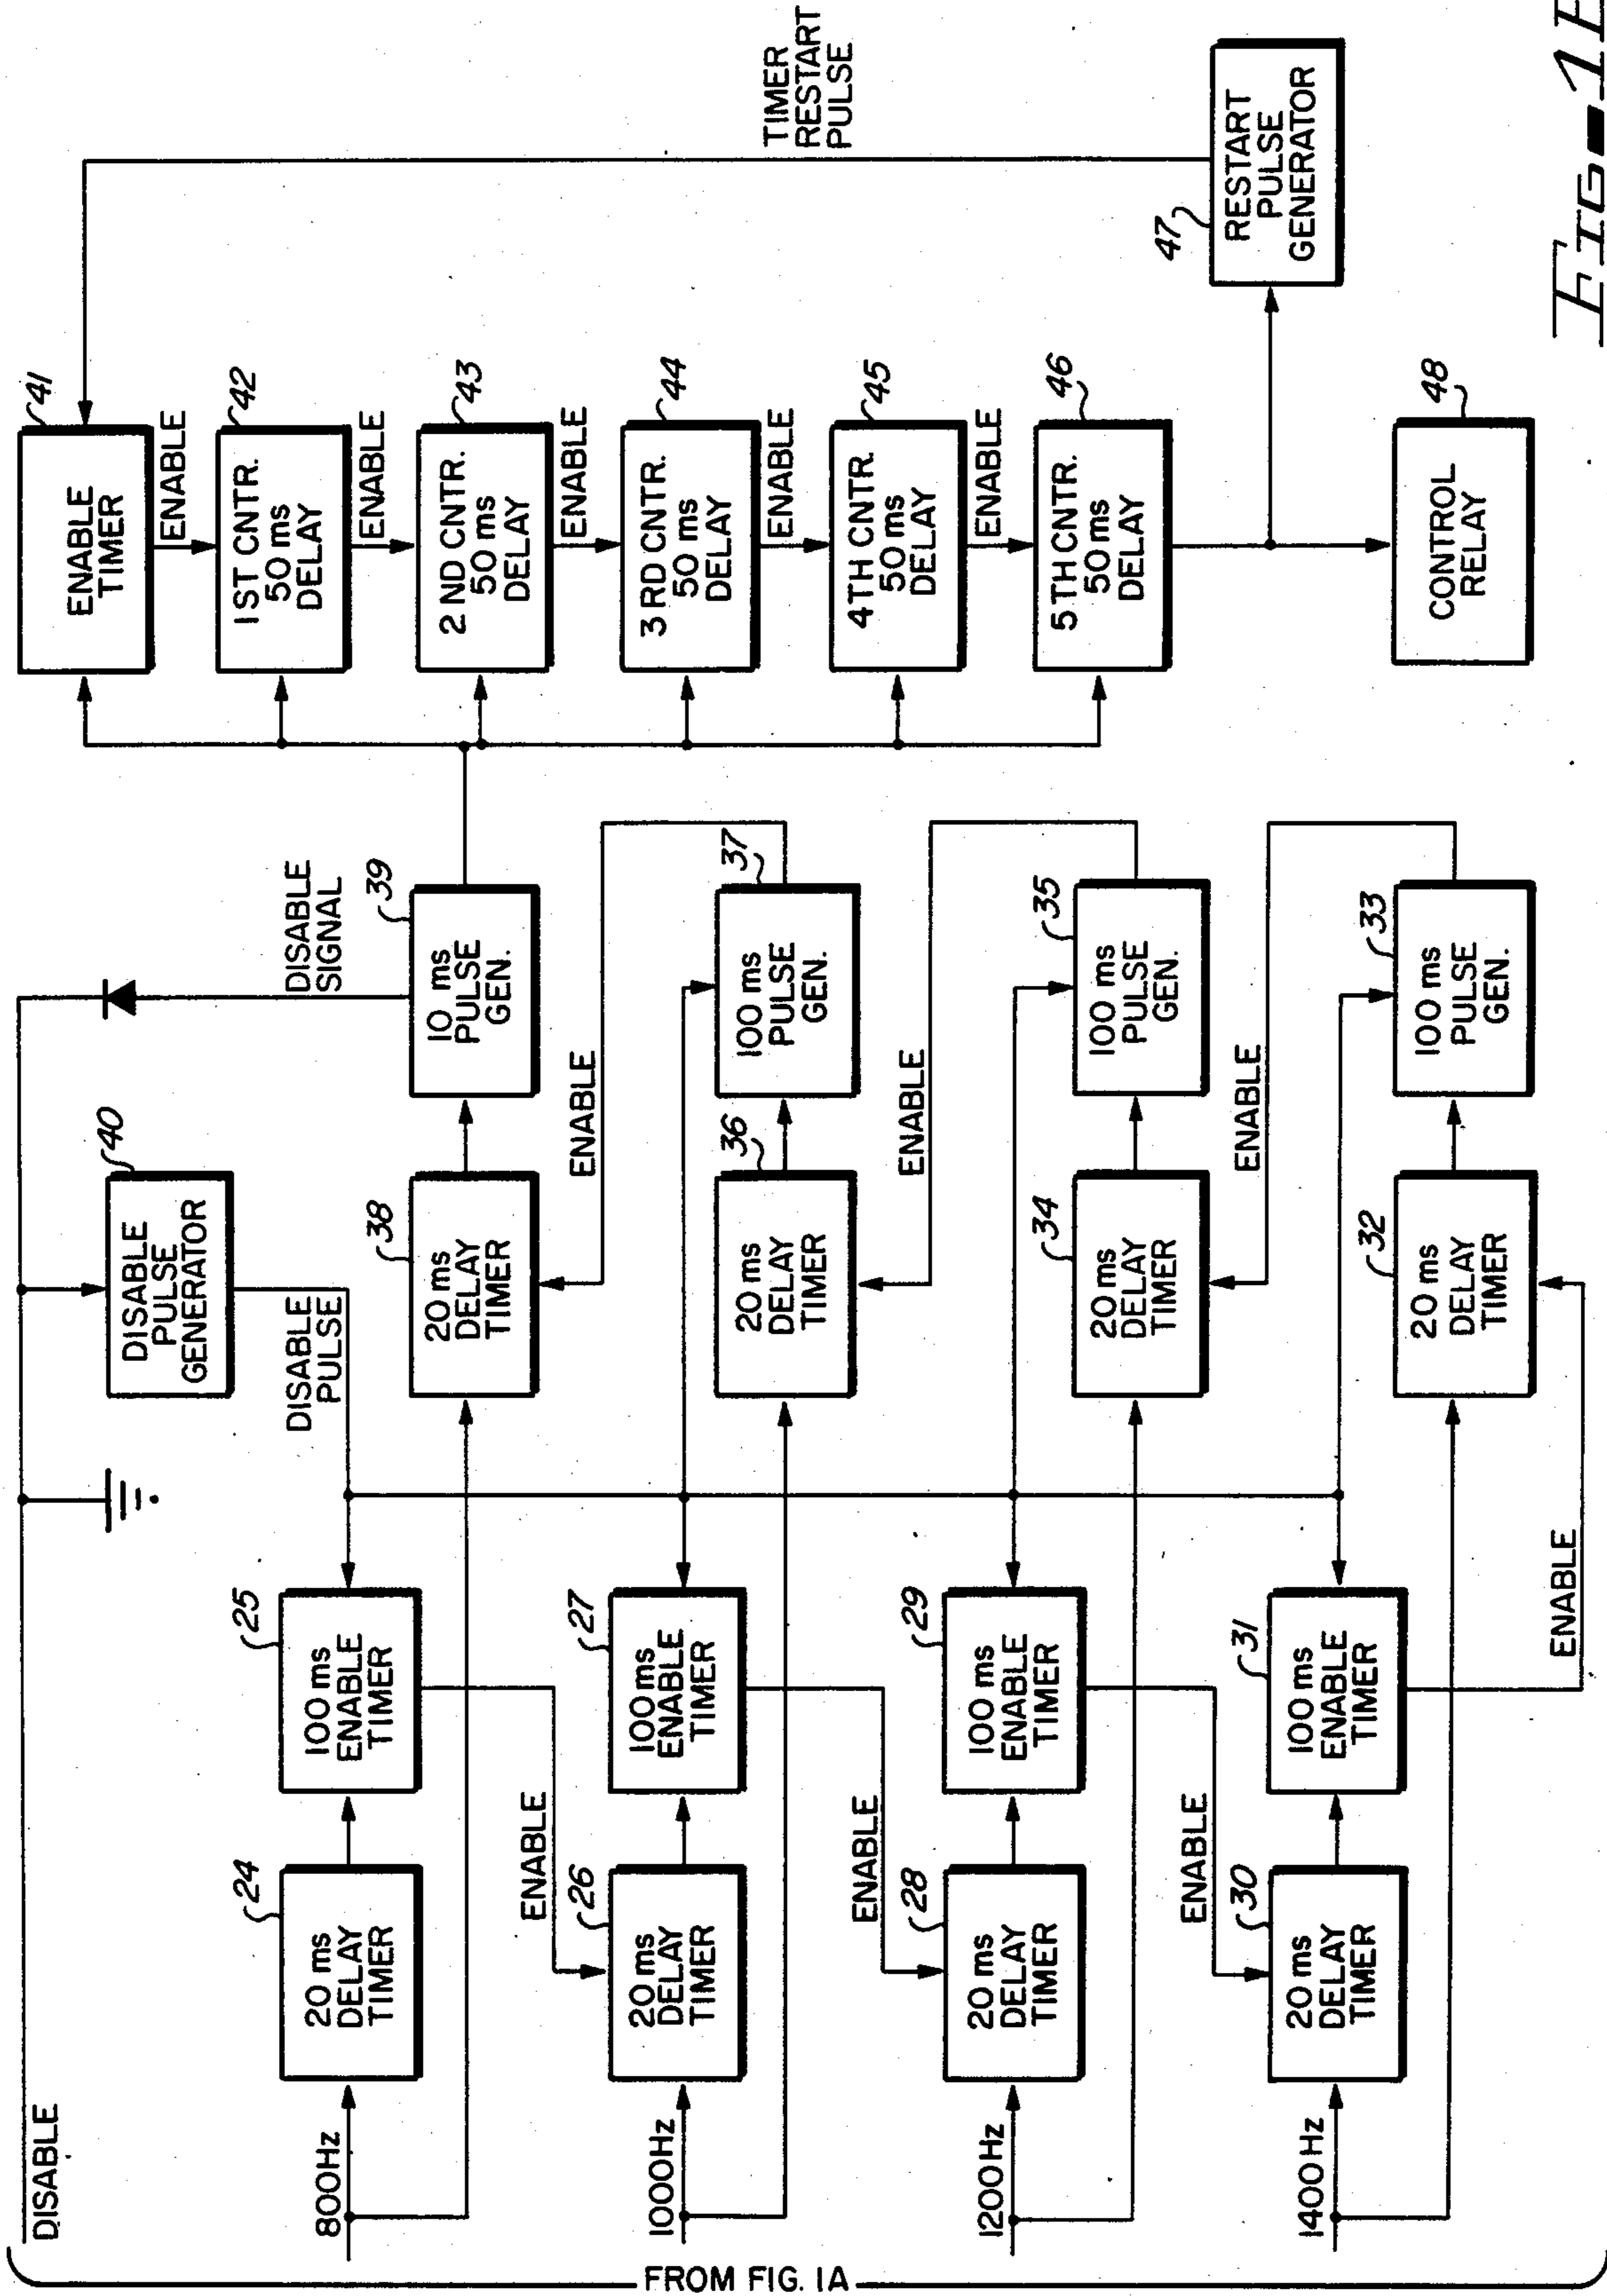 DISABLE
FROM FIG. 1A
800Hz
1000Hz
1200Hz
1400Hz
24
20 ms
DELAY
TIMER
25
100 ms
ENABLE
TIMER
ENABLE
26
20 ms
DELAY
TIMER
27
100 ms
ENABLE
TIMER
ENABLE
28
20 ms
DELAY
TIMER
29
100 ms
ENABLE
TIMER
ENABLE
30
20 ms
DELAY
TIMER
31
100 ms
ENABLE
TIMER
ENABLE
40
DISABLE
PULSE
GENERATOR
DISABLE
PULSE
DISABLE
SIGNAL
38
20 ms
DELAY
TIMER
39
10 ms
PULSE
GEN.
ENABLE
36
20 ms
DELAY
TIMER
37
100 ms
PULSE
GEN.
ENABLE
34
20 ms
DELAY
TIMER
35
100 ms
PULSE
GEN.
ENABLE
32
20 ms
DELAY
TIMER
33
100 ms
PULSE
GEN.
41
ENABLE
TIMER
ENABLE
42
1 ST CNTR.
50 ms
DELAY
ENABLE
43
2 ND CNTR.
50 ms
DELAY
ENABLE
44
3 RD CNTR.
50 ms
DELAY
ENABLE
45
4TH CNTR.
50 ms
DELAY
ENABLE
46
5 TH CNTR.
50 ms
DELAY
48
CONTROL
RELAY
47
RESTART
PULSE
GENERATOR
TIMER
RESTART
PULSE